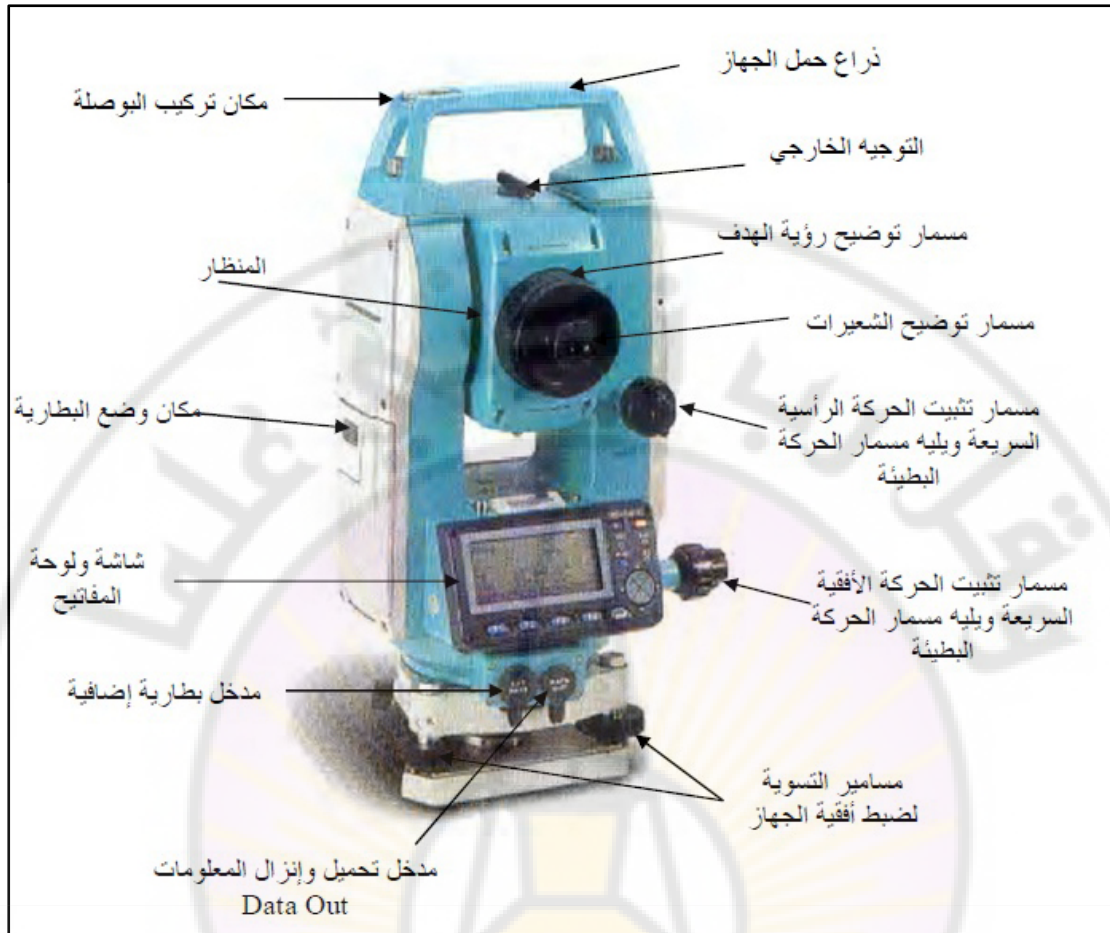 ذراع حمل الجهاز
مكان تركيب البوصلة
التوجيه الخارجي
مسمار توضيح رؤية الهدف
المنظار
مسمار توضيح الشعيرات
مكان وضع البطارية
مسمار تثبيت الحركة الرأسية
السريعة ويليه مسمار الحركة
البطيئة
شاشة ولوحة
المفاتيح
مسمار تثبيت الحركة الأفقية
السريعة ويليه مسمار الحركة
البطيئة
مدخل بطارية إضافية
مسامير التسوية
لضبط أفقية الجهاز
مدخل تحميل وإنزال المعلومات
Data Out